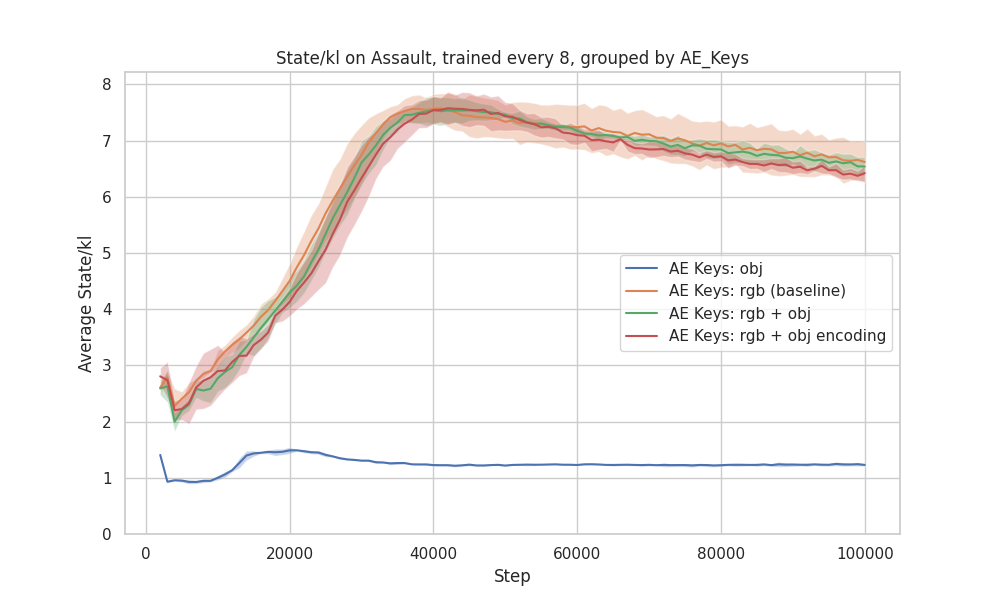 State/kl on Assault, trained every 8, grouped by AE_Keys
Average State/kl
8
7
6
5
4
3
2
1
0
AE Keys: obj
AE Keys: rgb (baseline)
AE Keys: rgb + obj
AE Keys: rgb + obj encoding
0 20000 40000 60000 80000 100000
Step